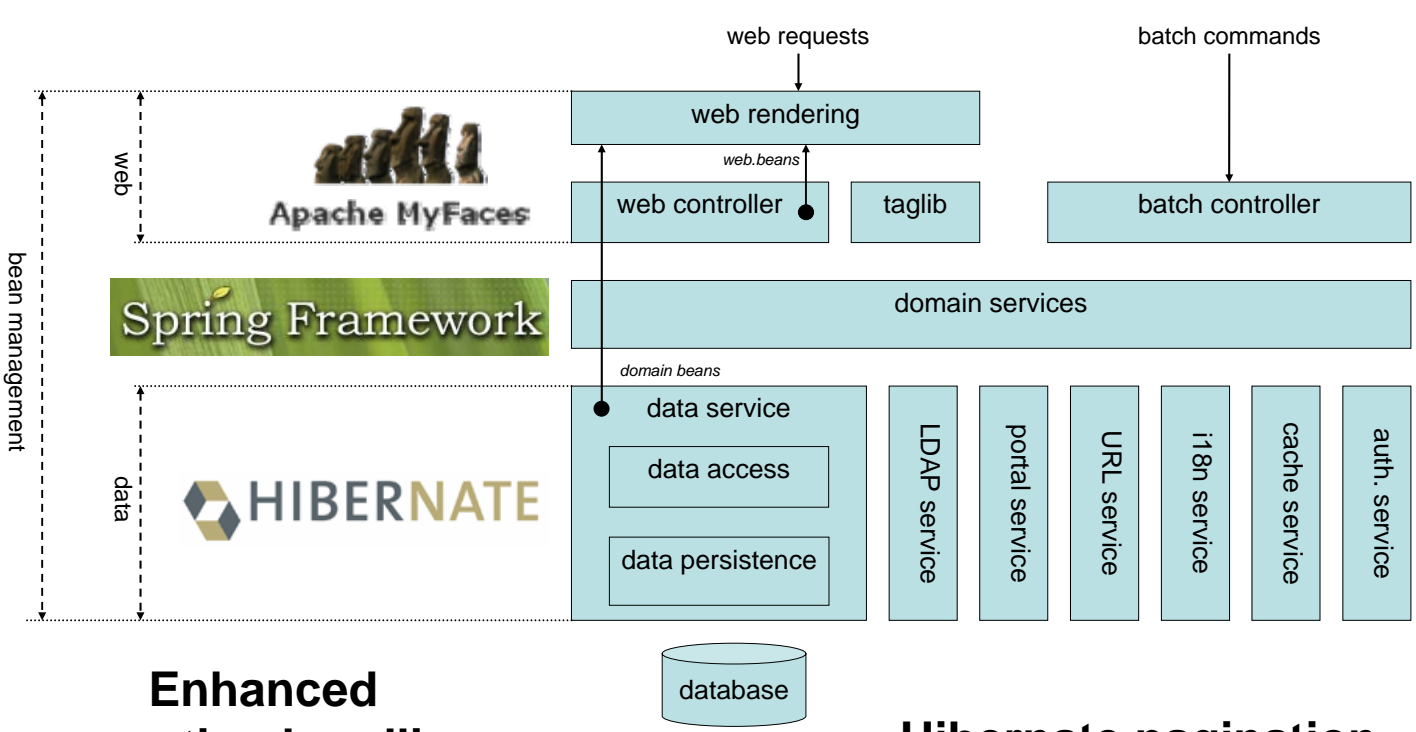 web requests
batch commands
web rendering
web.beans
web
Apache MyFaces
web controller
taglib
batch controller
bean management
Spring Framework
domain services
domain beans
data
HIBERNATE
data service
data access
data persistence
LDAP service
portal service
URL service
i18n service
cache service
auth. service
database
Enhanced
Hibernate pagination